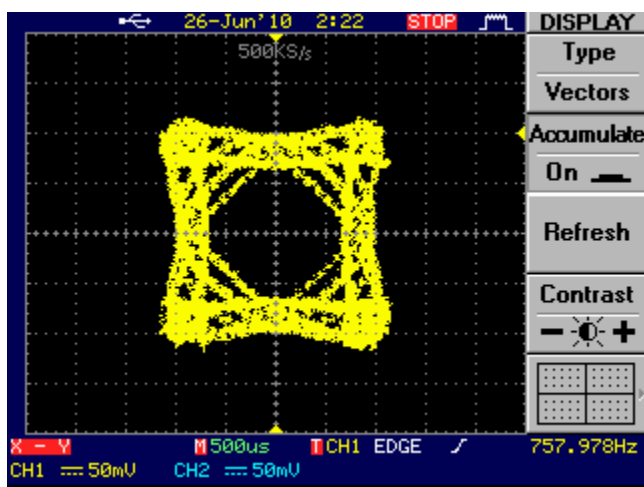 26-Jun'10 2:22 STOP DISPLAY
500KS/s
Type
Vectors
Accumulate
On
Refresh
Contrast
X - Y M 500us T CH1 EDGE 757.978Hz
CH1 50mV CH2 50mV